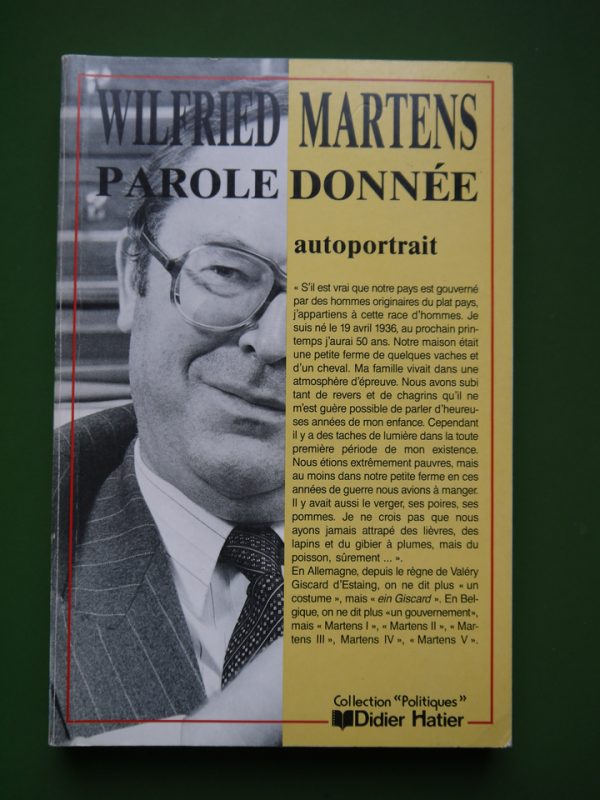 WILFRIED MARTENS
PAROLE DONNÉE
autoportrait
« S'il est vrai que notre pays est gouverné
par des hommes originaires du plat pays,
j'appartiens à cette race d'hommes. Je
suis né le 19 avril 1936, au prochain prin-
temps j'aurai 50 ans. Notre maison était
une petite ferme de quelques vaches et
d'un cheval. Ma famille vivait dans une
atmosphère d'épreuve. Nous avons subi
tant de revers et de chagrins qu'il ne
m'est guère possible de parler d'heureu-
ses années de mon enfance. Cependant
il y a des taches de lumière dans la toute
première période de mon existence.
Nous étions extrêmement pauvres, mais
au moins dans notre petite ferme en ces
années de guerre nous avions à manger.
Il y avait aussi le verger, ses poires, ses
pommes. Je ne crois pas que nous
ayons jamais attrapé des lièvres, des
lapins et du gibier à plumes, mais du
poisson, sûrement ... ».
En Allemagne, depuis le règne de Valéry
Giscard d'Estaing, on ne dit plus « un
costume », mais « ein Giscard ». En Bel-
gique, on ne dit plus «un gouvernement»,
mais « Martens I », « Martens II », « Mar-
tens III », Martens IV », « Martens V ».
Collection "Politiques"
Didier Hatier